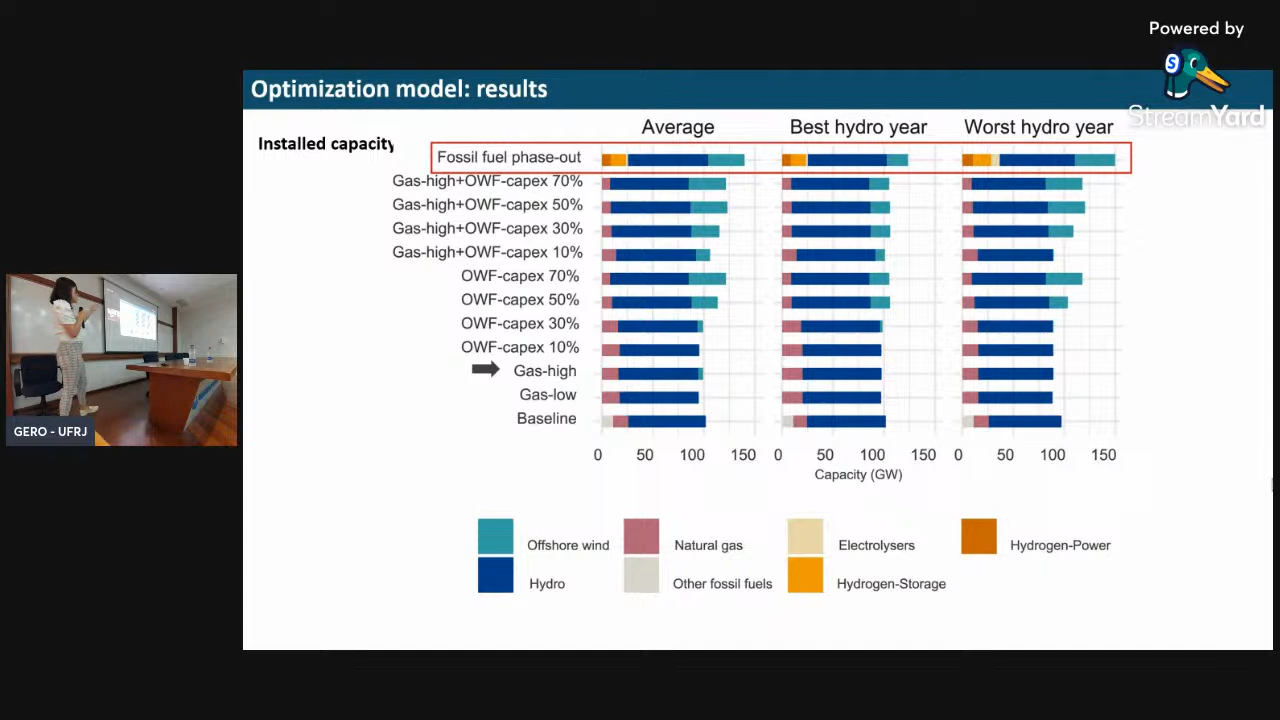 Powered by
S
StreamYard
Optimization model: results
Installed capacity
Average
Best hydro year
Worst hydro year
Fossil fuel phase-out
Gas-high+OWF-capex 70%
Gas-high+OWF-capex 50%
Gas-high+OWF-capex 30%
Gas-high+OWF-capex 10%
OWF-capex 70%
OWF-capex 50%
OWF-capex 30%
OWF-capex 10%
Gas-high
Gas-low
Baseline
0 50 100 150
0 50 100 150
0 50 100 150
Capacity (GW)
Offshore wind
Natural gas
Electrolysers
Hydrogen-Power
Hydro
Other fossil fuels
Hydrogen-Storage
GERO - UFRJ